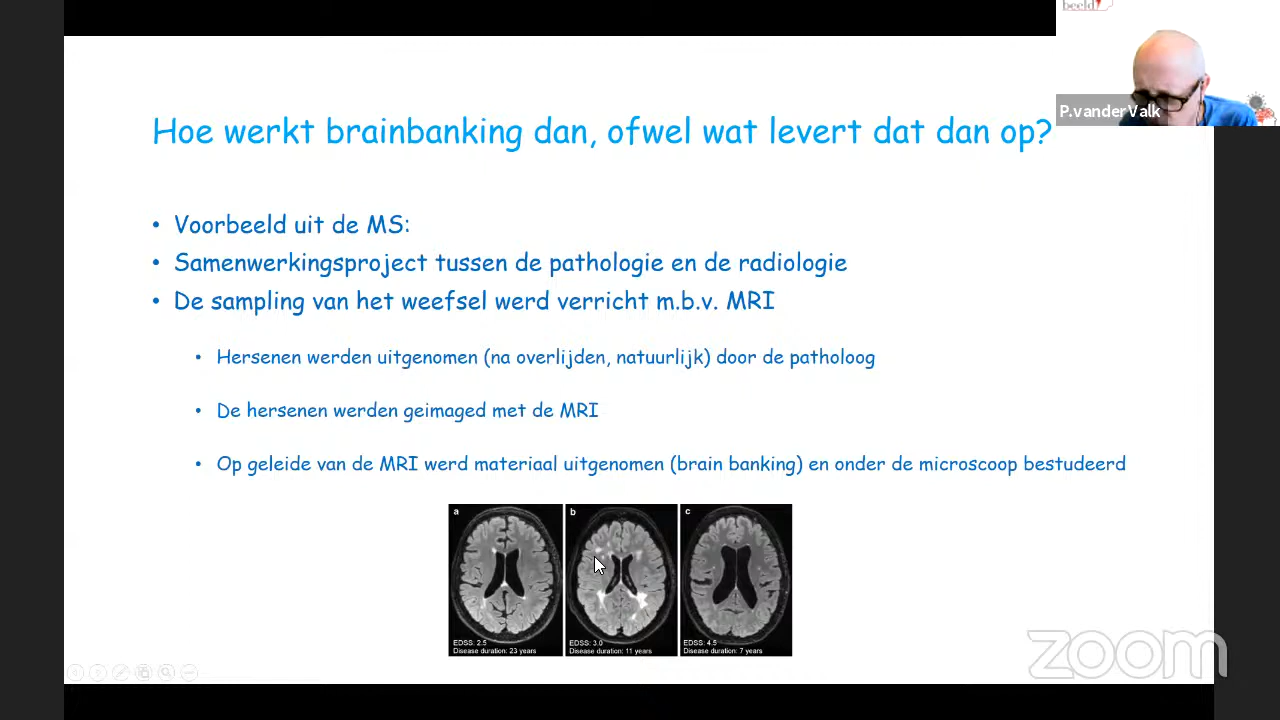 beeld
P.vander Valk
Hoe werkt brainbanking dan, ofwel wat levert dat dan op?
• Voorbeeld uit de MS:
• Samenwerkingsproject tussen de pathologie en de radiologie
• De sampling van het weefsel werd verricht m.b.v. MRI
• Hersenen werden uitgenomen (na overlijden, natuurlijk) door de patholoog
• De hersenen werden geimaged met de MRI
• Op geleide van de MRI werd materiaal uitgenomen (brain banking) en onder de microscoop bestudeerd
a b c
EDSS: 2.5 EDSS: 3.0 EDSS: 4.5
Disease duration: 23 years Disease duration: 11 years Disease duration: 7 years
zoom